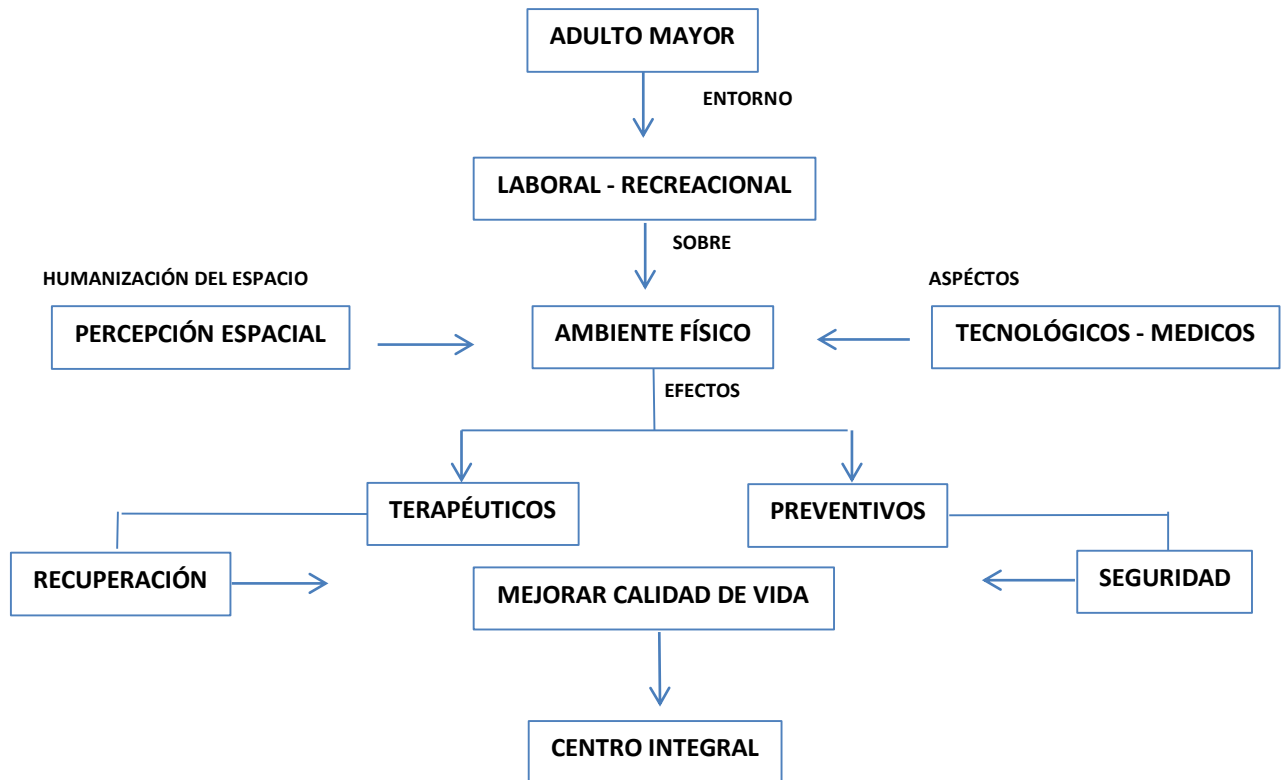 ADULTO MAYOR
ENTORNO
LABORAL - RECREACIONAL
SOBRE
HUMANIZACIÓN DEL ESPACIO
ASPÉCTOS
PERCEPCIÓN ESPACIAL
AMBIENTE FÍSICO
TECNOLÓGICOS - MEDICOS
EFECTOS
TERAPÉUTICOS
PREVENTIVOS
RECUPERACIÓN
MEJORAR CALIDAD DE VIDA
SEGURIDAD
CENTRO INTEGRAL